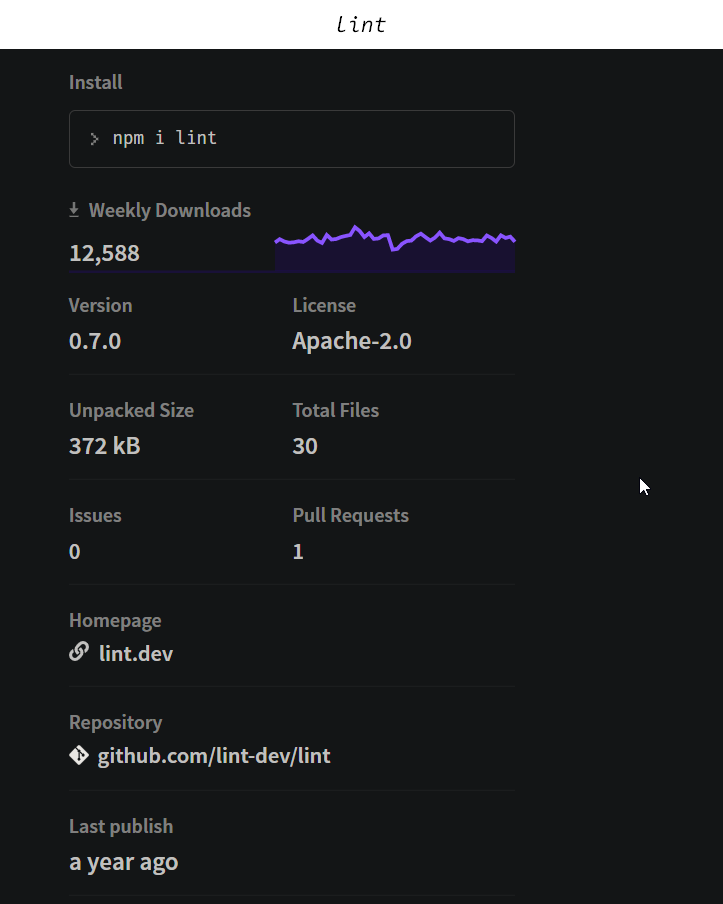 lint
Install
> npm i lint
Weekly Downloads
12,588
Version
License
0.7.0
Apache-2.0
Unpacked Size
Total Files
372 kB
30
Issues
Pull Requests
0
1
Homepage
lint.dev
Repository
github.com/lint-dev/lint
Last publish
a year ago